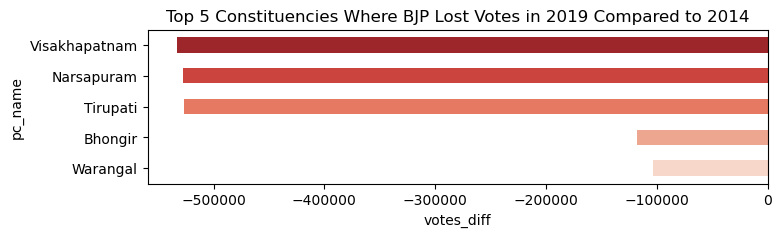 Top 5 Constituencies Where BJP Lost Votes in 2019 Compared to 2014
pc_name
Visakhapatnam
Narsapuram
Tirupati
Bhongir
Warangal
−500000 −400000 −300000 −200000 −100000 0
votes_diff